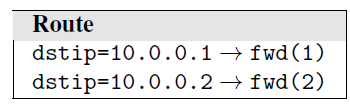 Route
dstip=10.0.0.1 → fwd(1)
dstip=10.0.0.2 → fwd(2)